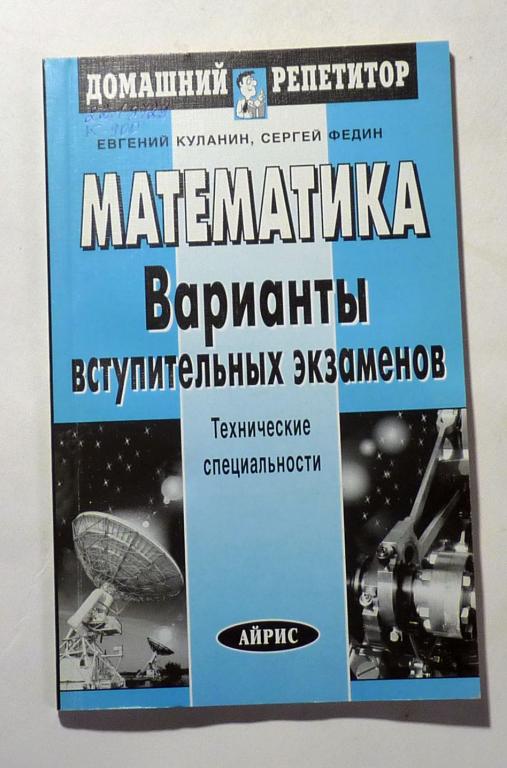 ДОМАШНИЙ РЕПЕТИТОР
ЕВГЕНИЙ КУЛАНИН, СЕРГЕЙ ФЕДИН
МАТЕМАТИКА
Варианты
вступительных экзаменов
Технические
специальности
АЙРИС